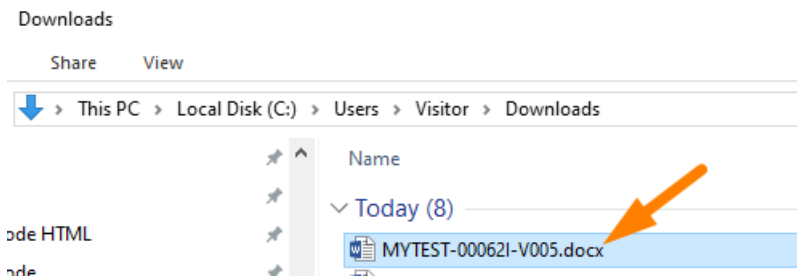 Downloads
Share View
This PC > Local Disk (C:) > Users > Visitor > Downloads
Name
Today (8)
ode HTML
MYTEST-00062I-V005.docx
ode